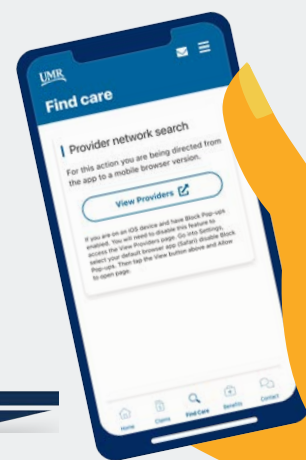 UMR
Find care
Provider network search
For this action you are being directed from
the app to a mobile browser version.
View Providers
If you are on an iOS device and have Block Pop-ups
enabled. You will need to disable this feature to
access the View Providers page. Go into Settings,
select your default browser app (Safari) disable Block
Pop-ups. Then tap the View button above and Allow
to open page.
Home Claims Find Care Benefits Contact